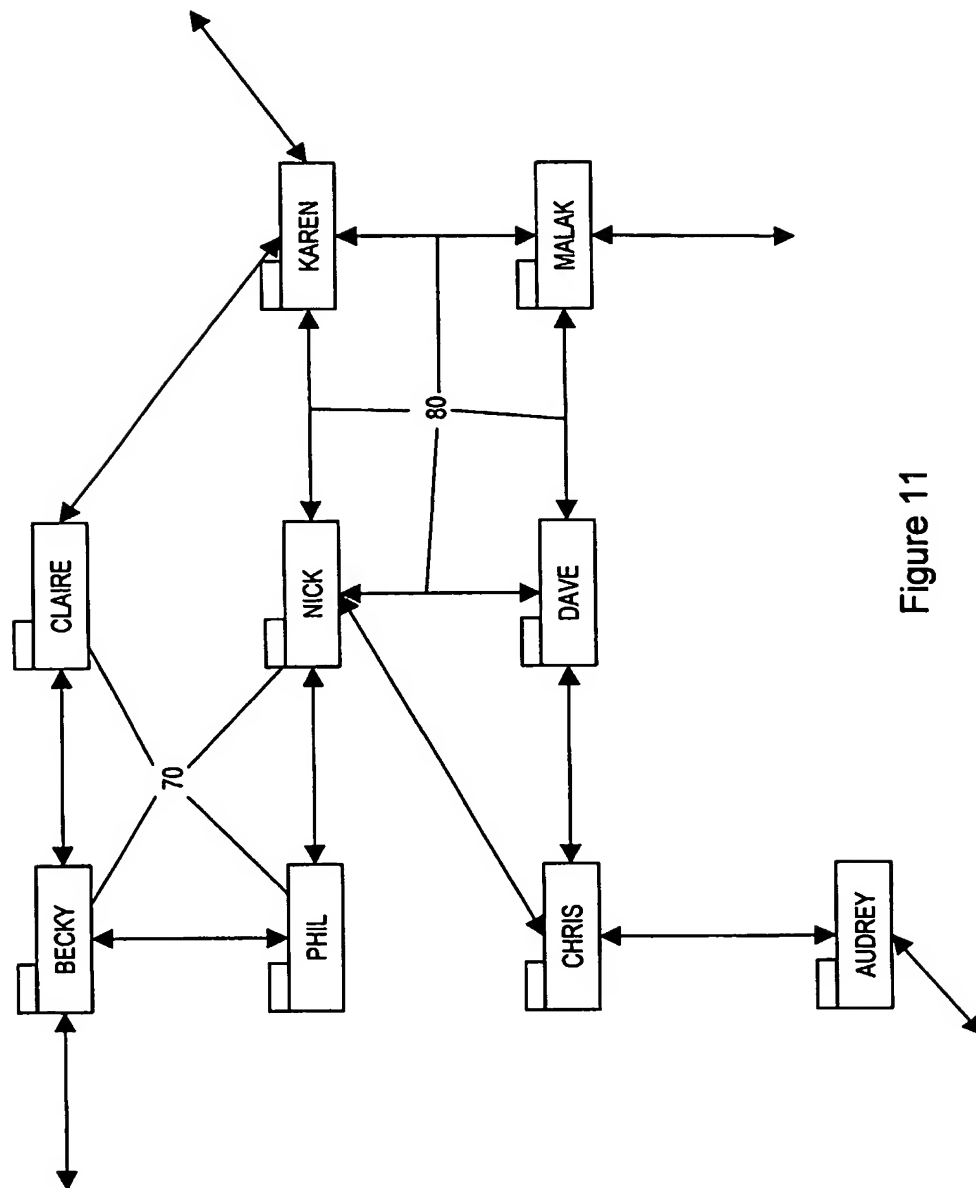 KAREN
MALAK
CLAIRE
80
NICK
DAVE
70
BECKY
PHIL
CHRIS
AUDREY
Figure 11